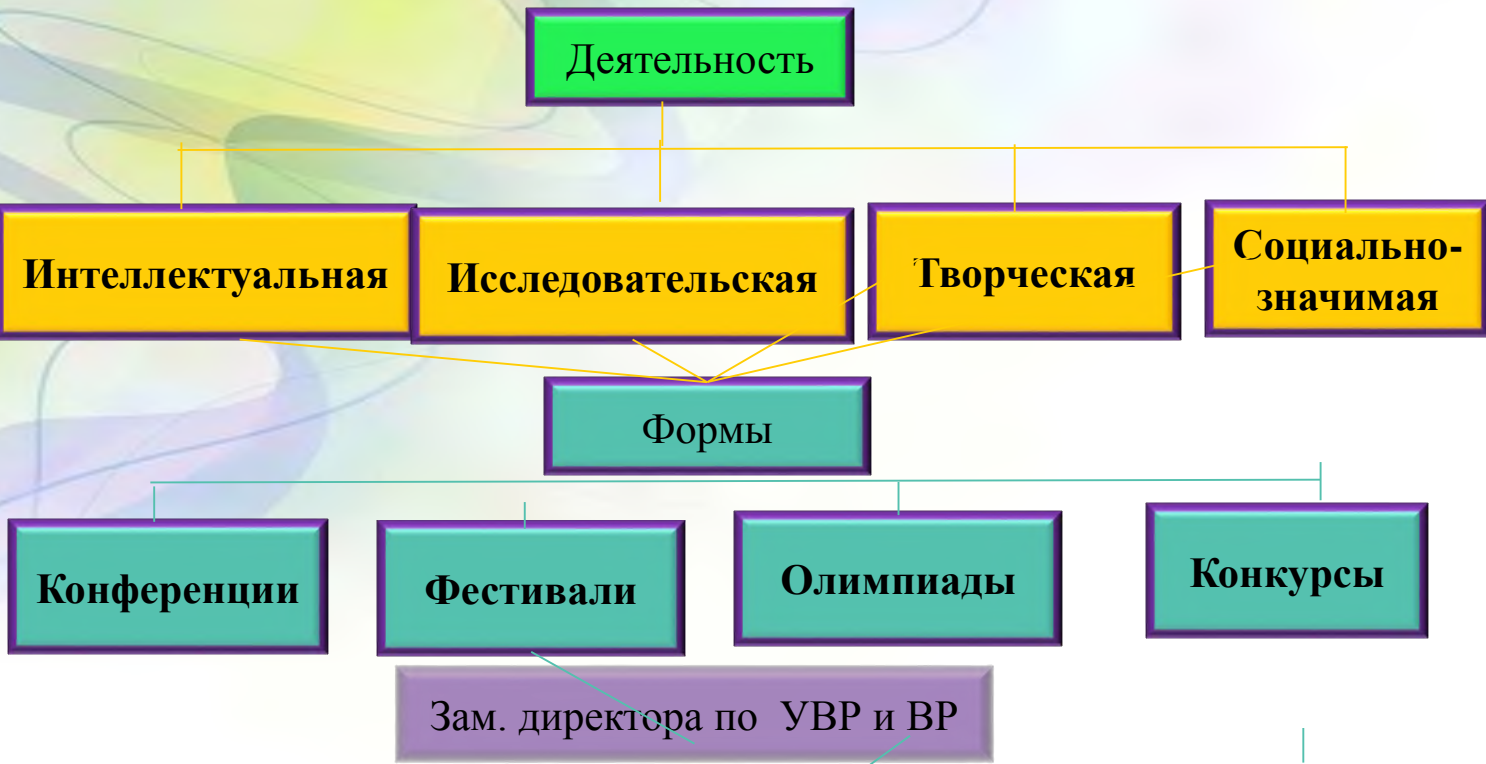 Деятельность
Интеллектуальная
Исследовательская
Творческая
Социально-
значимая
Формы
Конференции
Фестивали
Олимпиады
Конкурсы
Зам. директора по УВР и ВР